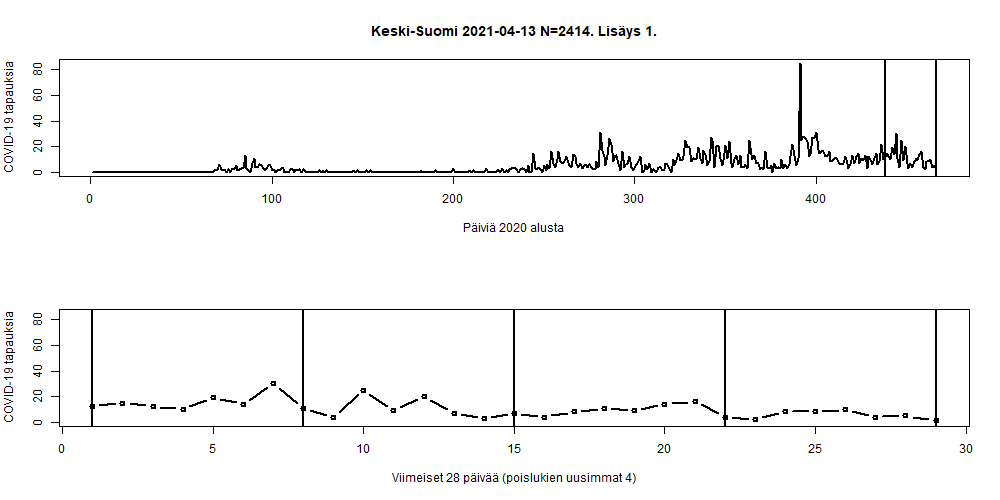 Keski-Suomi 2021-04-13 N=2414. Lisäys 1.
COVID-19 tapauksia
80
60
40
20
0
0 100 200 300 400
Päiviä 2020 alusta
COVID-19 tapauksia
80
60
40
20
0
0 5 10 15 20 25 30
Viimeiset 28 päivää (poislukien uusimmat 4)